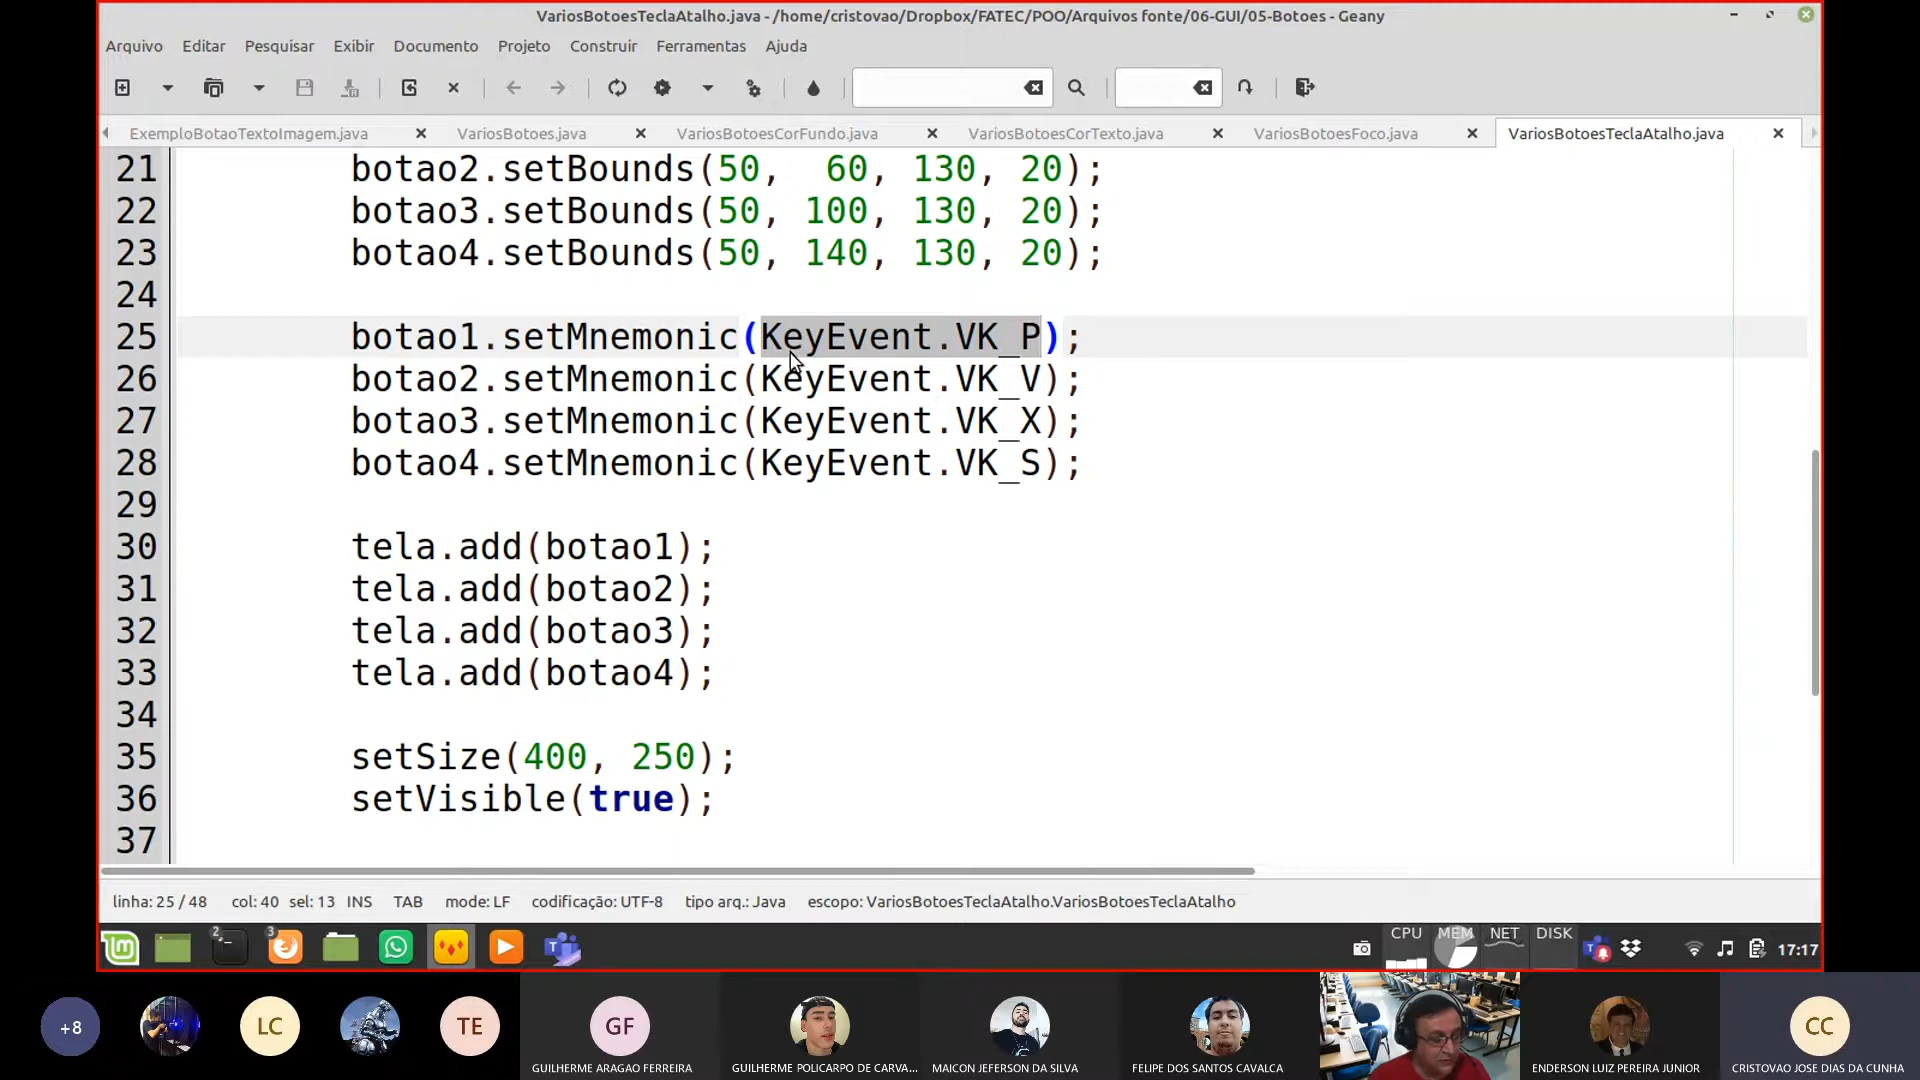 VariosBotoesTeclaAtalho.java - /home/cristovao/Dropbox/FATEC/POO/Arquivos fonte/06-GUI/05-Botoes - Geany
Arquivo Editar Pesquisar Exibir Documento Projeto Construir Ferramentas Ajuda
ExemploBotaoTextoImagem.java VariosBotoes.java VariosBotoesCorFundo.java VariosBotoesCorTexto.java VariosBotoesFoco.java VariosBotoesTeclaAtalho.java
21 botao2.setBounds(50,  60, 130, 20);
22 botao3.setBounds(50, 100, 130, 20);
23 botao4.setBounds(50, 140, 130, 20);
24
25 botao1.setMnemonic(KeyEvent.VK_P);
26 botao2.setMnemonic(KeyEvent.VK_V);
27 botao3.setMnemonic(KeyEvent.VK_X);
28 botao4.setMnemonic(KeyEvent.VK_S);
29
30 tela.add(botao1);
31 tela.add(botao2);
32 tela.add(botao3);
33 tela.add(botao4);
34
35 setSize(400, 250);
36 setVisible(true);
37
linha: 25 / 48 col: 40 sel: 13 INS TAB mode: LF codificação: UTF-8 tipo arq.: Java escopo: VariosBotoesTeclaAtalho.VariosBotoesTeclaAtalho
2 3 CPU MEM NET DISK 17:17
+8 LC TE GF CC
GUILHERME ARAGAO FERREIRA GUILHERME POLICARPO DE CARVA... MAICON JEFERSON DA SILVA FELIPE DOS SANTOS CAVALCA ENDERSON LUIZ PEREIRA JUNIOR CRISTOVAO JOSE DIAS DA CUNHA